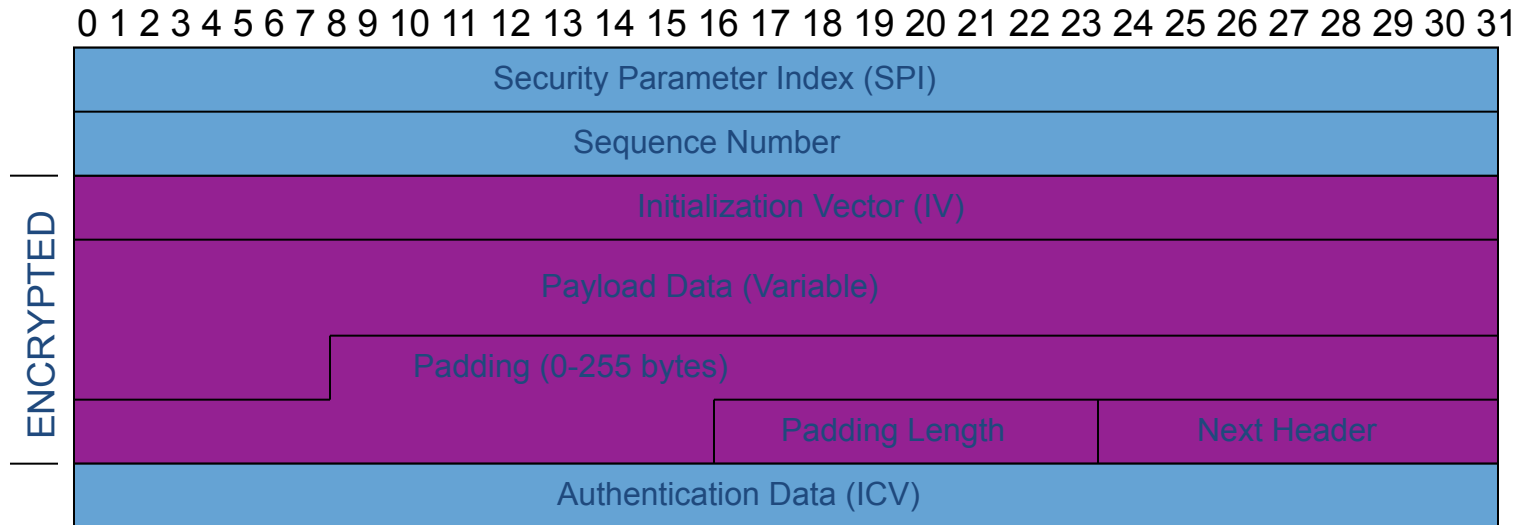 0 1 2 3 4 5 6 7 8 9 10 11 12 13 14 15 16 17 18 19 20 21 22 23 24 25 26 27 28 29 30 31
Security Parameter Index (SPI)
Sequence Number
ENCRYPTED
Initialization Vector (IV)
Payload Data (Variable)
Padding (0-255 bytes)
Padding Length Next Header
Authentication Data (ICV)